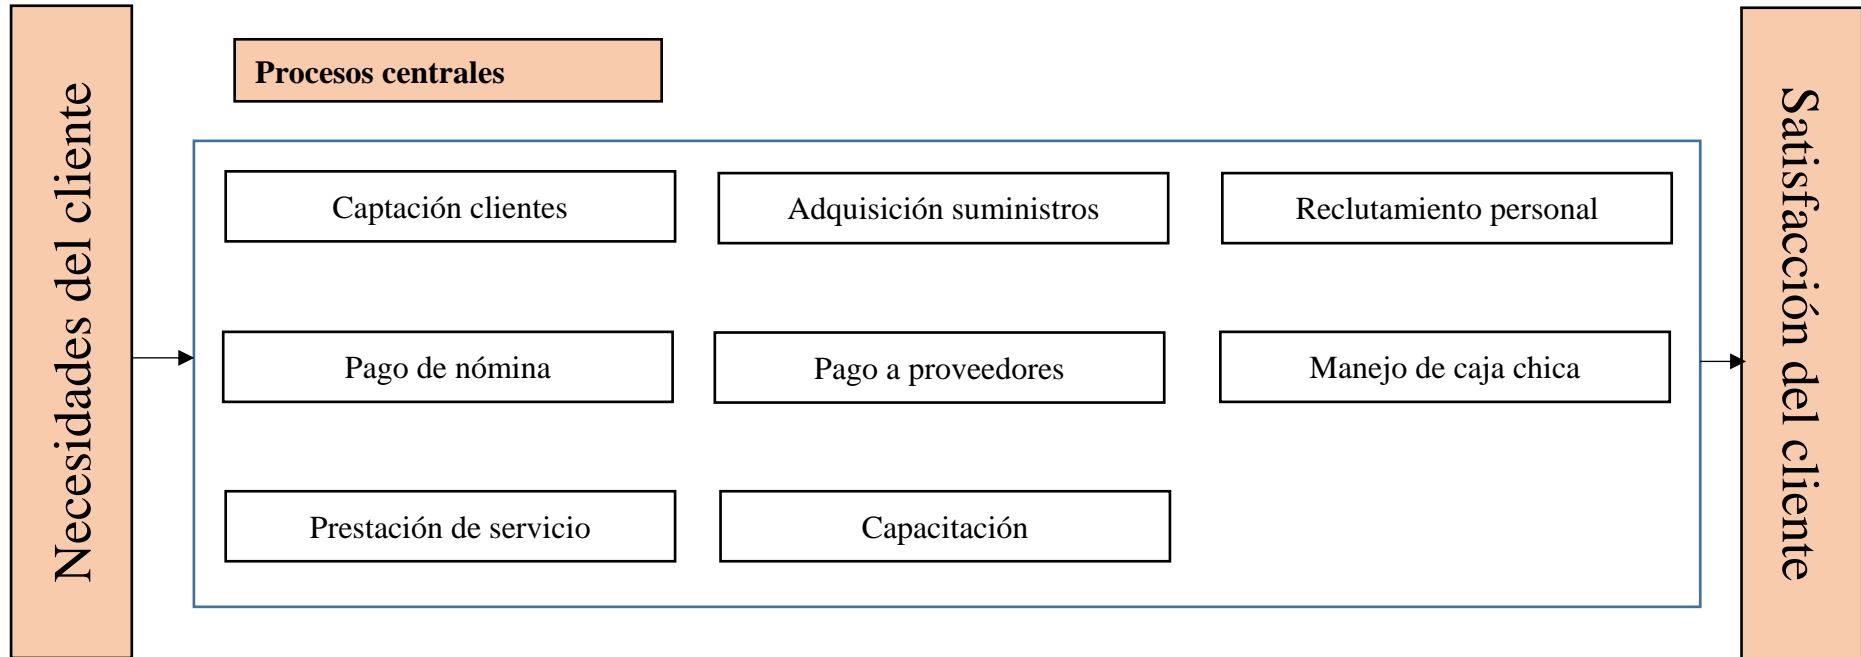 Necesidades del cliente
Procesos centrales
Captación clientes
Adquisición suministros
Reclutamiento personal
Pago de nómina
Pago a proveedores
Manejo de caja chica
Prestación de servicio
Capacitación
Satisfacción del cliente